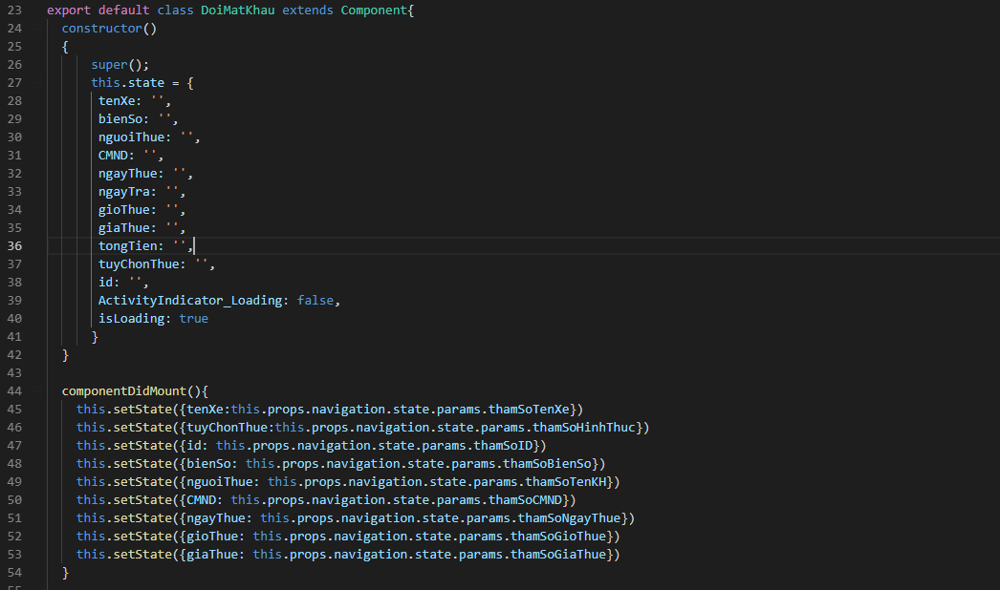 23 export default class DoiMatKhau extends Component{
24 constructor()
25 {
26 super();
27 this.state = {
28 tenXe: '',
29 bienSo: '',
30 nguoiThue: '',
31 CMND: '',
32 ngayThue: '',
33 ngayTra: '',
34 gioThue: '',
35 giaThue: '',
36 tongTien: '',
37 tuyChonThue: '',
38 id: '',
39 ActivityIndicator_Loading: false,
40 isLoading: true
41 }
42 }
43
44 componentDidMount(){
45 this.setState({tenXe:this.props.navigation.state.params.thamSoTenXe})
46 this.setState({tuyChonThue:this.props.navigation.state.params.thamSoHinhThuc})
47 this.setState({id: this.props.navigation.state.params.thamSoID})
48 this.setState({bienSo: this.props.navigation.state.params.thamSoBienSo})
49 this.setState({nguoiThue: this.props.navigation.state.params.thamSoTenKH})
50 this.setState({CMND: this.props.navigation.state.params.thamSoCMND})
51 this.setState({ngayThue: this.props.navigation.state.params.thamSoNgayThue})
52 this.setState({gioThue: this.props.navigation.state.params.thamSoGioThue})
53 this.setState({giaThue: this.props.navigation.state.params.thamSoGiaThue})
54 }